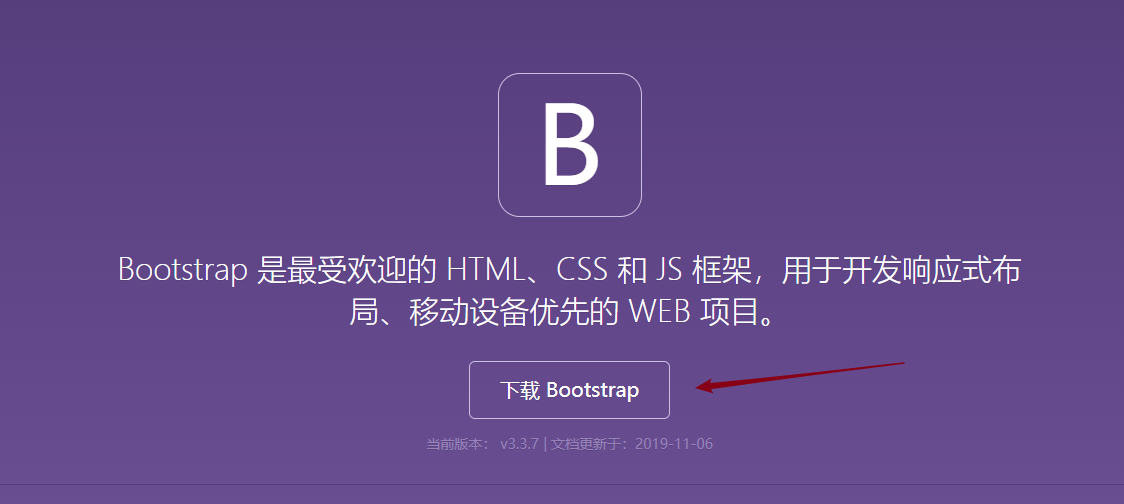 B
Bootstrap 是最受欢迎的 HTML、CSS 和 JS 框架，用于开发响应式布
局、移动设备优先的 WEB 项目。
下载 Bootstrap
当前版本： v3.3.7 | 文档更新于：2019-11-06